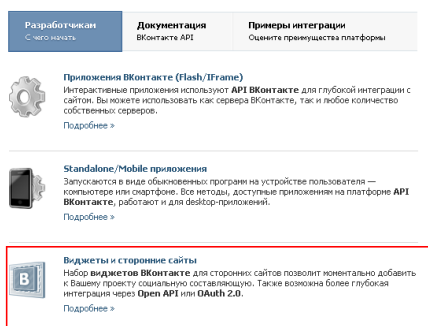 Разработчикам
С чего начать
Документация
ВКонтакте API
Примеры интеграции
Оцените преимущества платформы
Приложения ВКонтакте (Flash/IFrame)
Интерактивные приложения используют API ВКонтакте для глубокой интеграции с
сайтом. Вы можете использовать как сервера ВКонтакте, так и любое количество
собственных серверов.
Подробнее »
Standalone/Mobile приложения
Запускаются в виде обыкновенных программ на устройстве пользователя —
компьютере или смартфоне. Все методы, доступные приложениям на платформе API
ВКонтакте, работают и для desktop-приложений.
Подробнее »
Виджеты и сторонние сайты
Набор виджетов ВКонтакте для сторонних сайтов позволит моментально добавить
к Вашему проекту социальную составляющую. Также возможна более глубокая
интеграция через Open API или OAuth 2.0.
Подробнее »
В